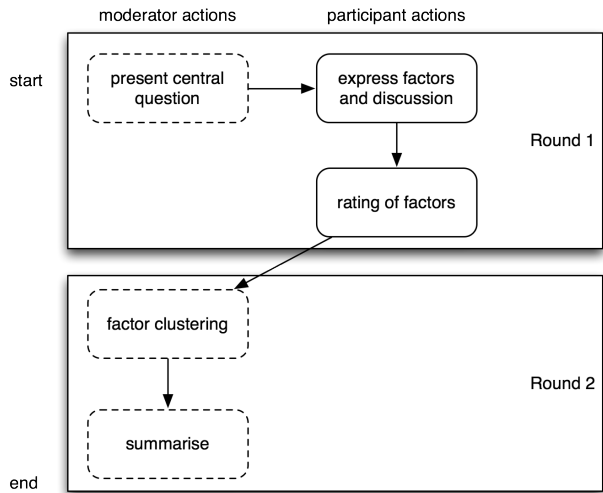 moderator actions
participant actions
start
present central
question
express factors
and discussion
Round 1
rating of factors
factor clustering
Round 2
summarise
end